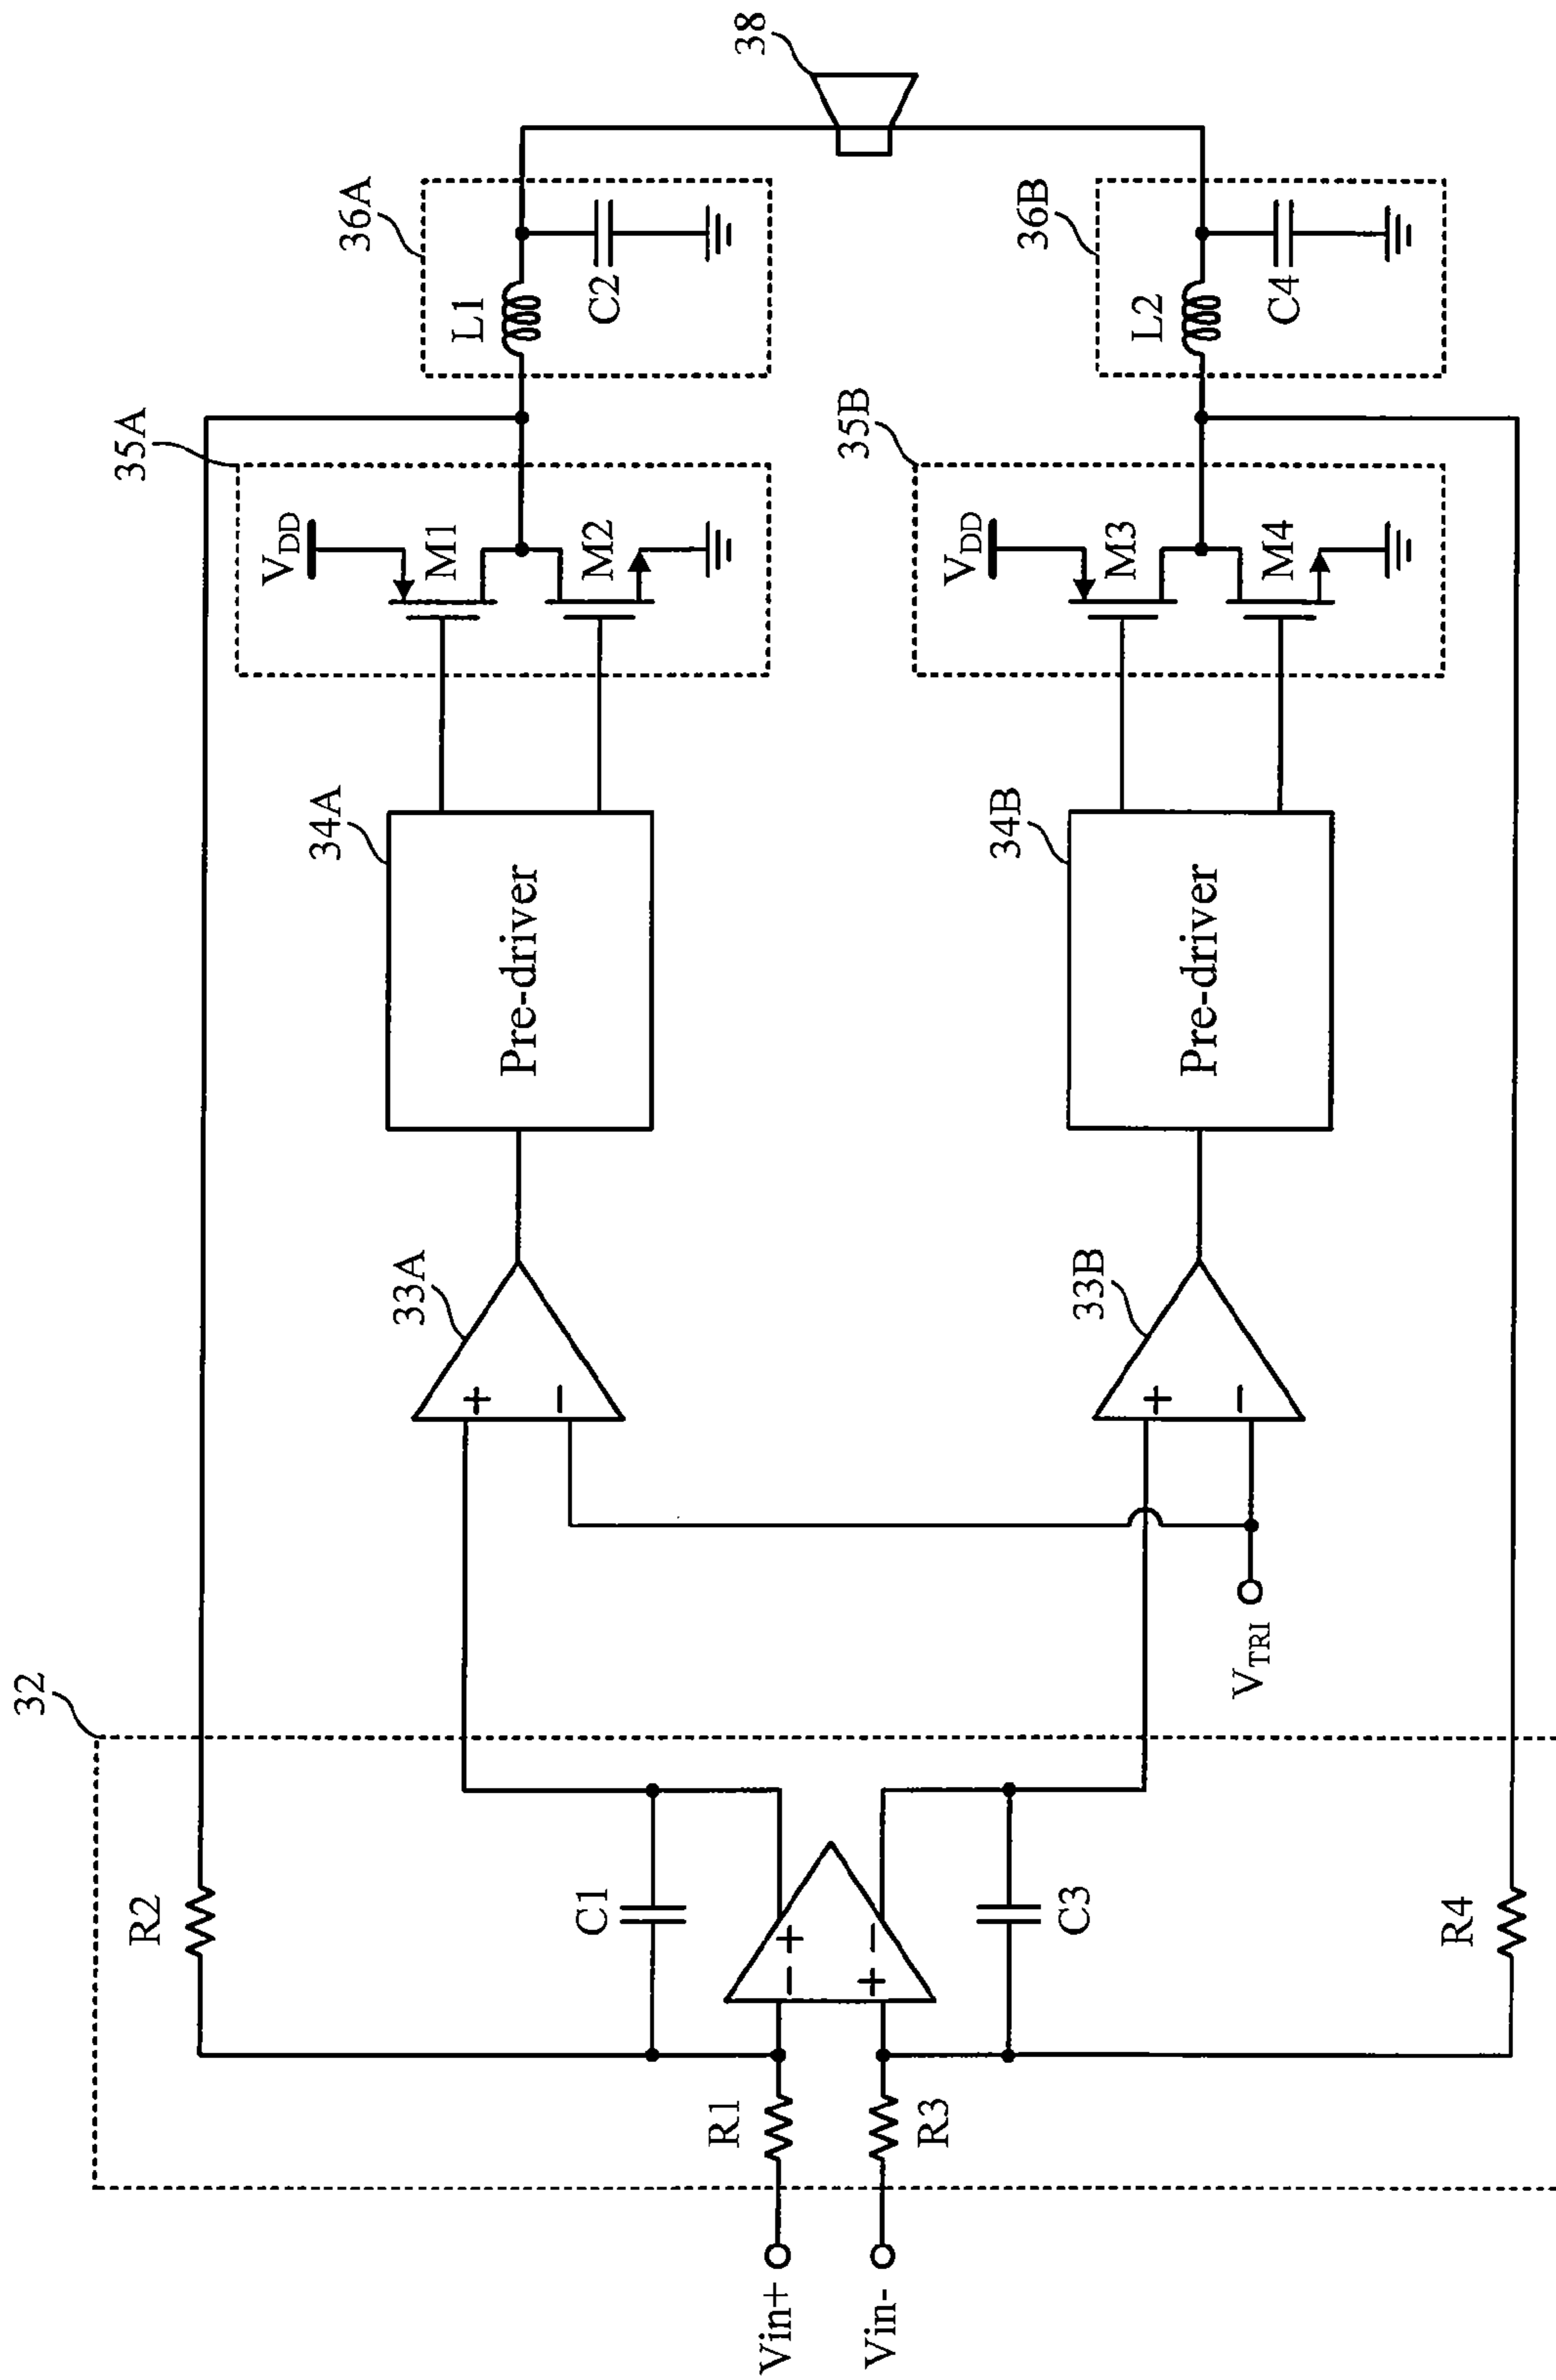 32
R2
C1
R1
Vin+
Vin-
R3
C3
R4
- +
+ -
33A
+
-
33B
+
-
VTRI
34A
Pre-driver
34B
Pre-driver
35A
VDD
M1
M2
35B
VDD
M3
M4
36A
L1
C2
36B
L2
C4
38